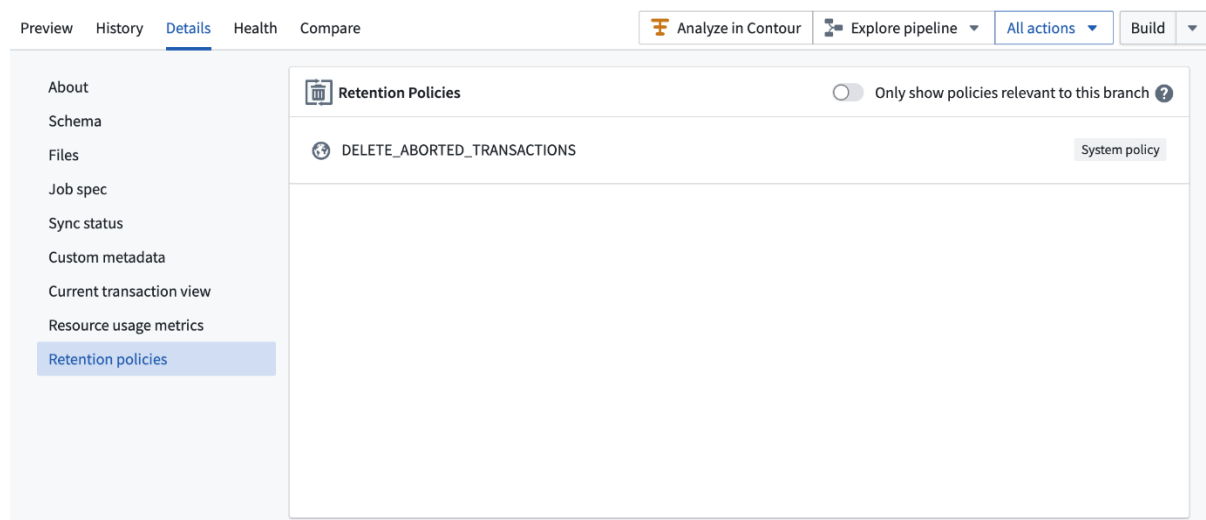 Preview History Details Health Compare Analyze in Contour Explore pipeline All actions Build
About
Schema
Files
Job spec
Sync status
Custom metadata
Current transaction view
Resource usage metrics
Retention policies
Retention Policies Only show policies relevant to this branch ?
DELETE_ABORTED_TRANSACTIONS System policy